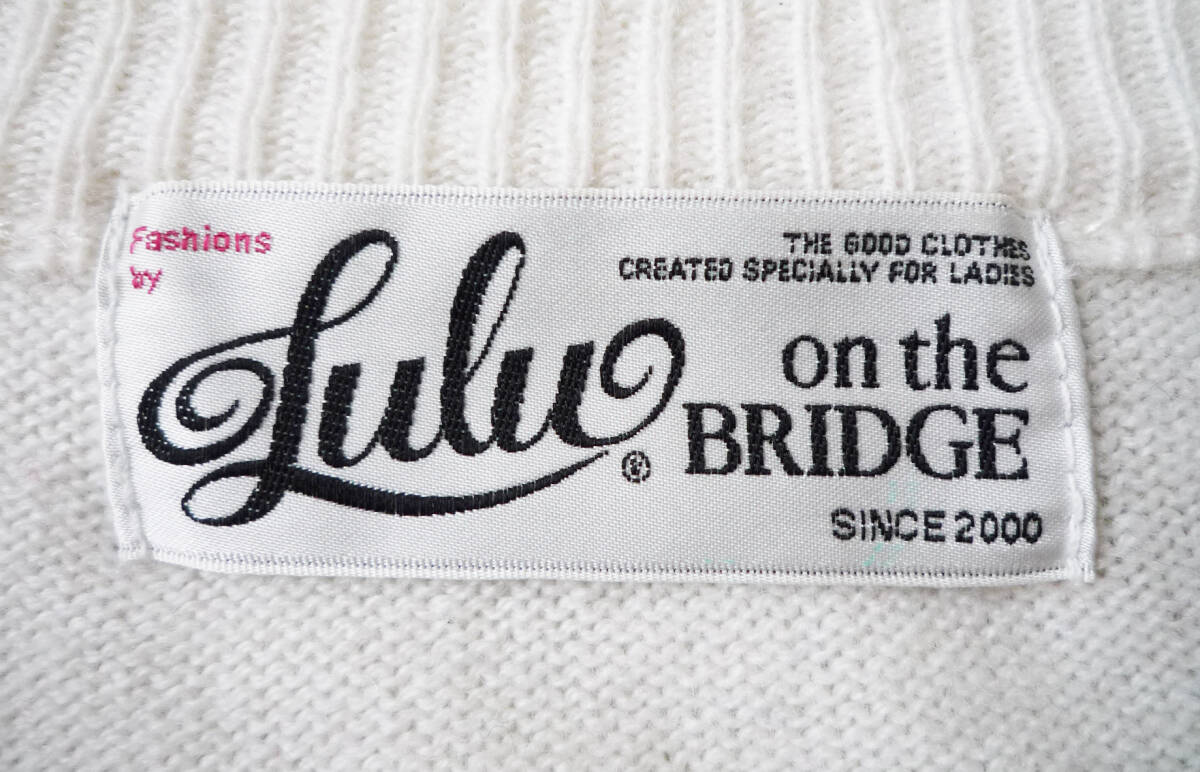 Fashions
by
Lulu®
THE GOOD CLOTHES
CREATED SPECIALLY FOR LADIES
on the
BRIDGE
SINCE 2000